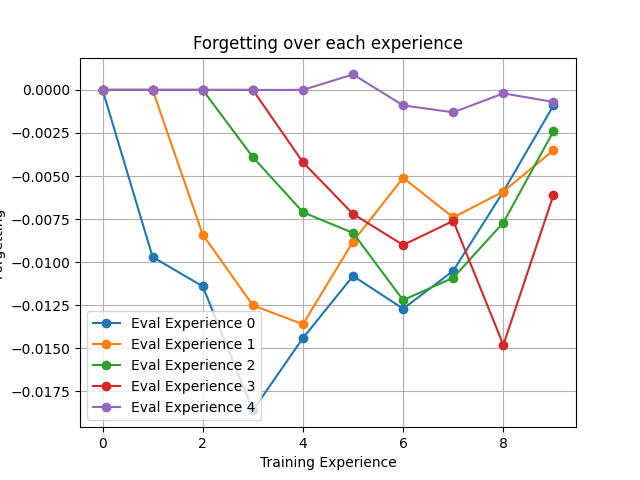 Forgetting over each experience
0.0000
−0.0025
−0.0050
−0.0075
−0.0100
−0.0125
−0.0150
−0.0175
Eval Experience 0
Eval Experience 1
Eval Experience 2
Eval Experience 3
Eval Experience 4
0 2 4 6 8
Training Experience